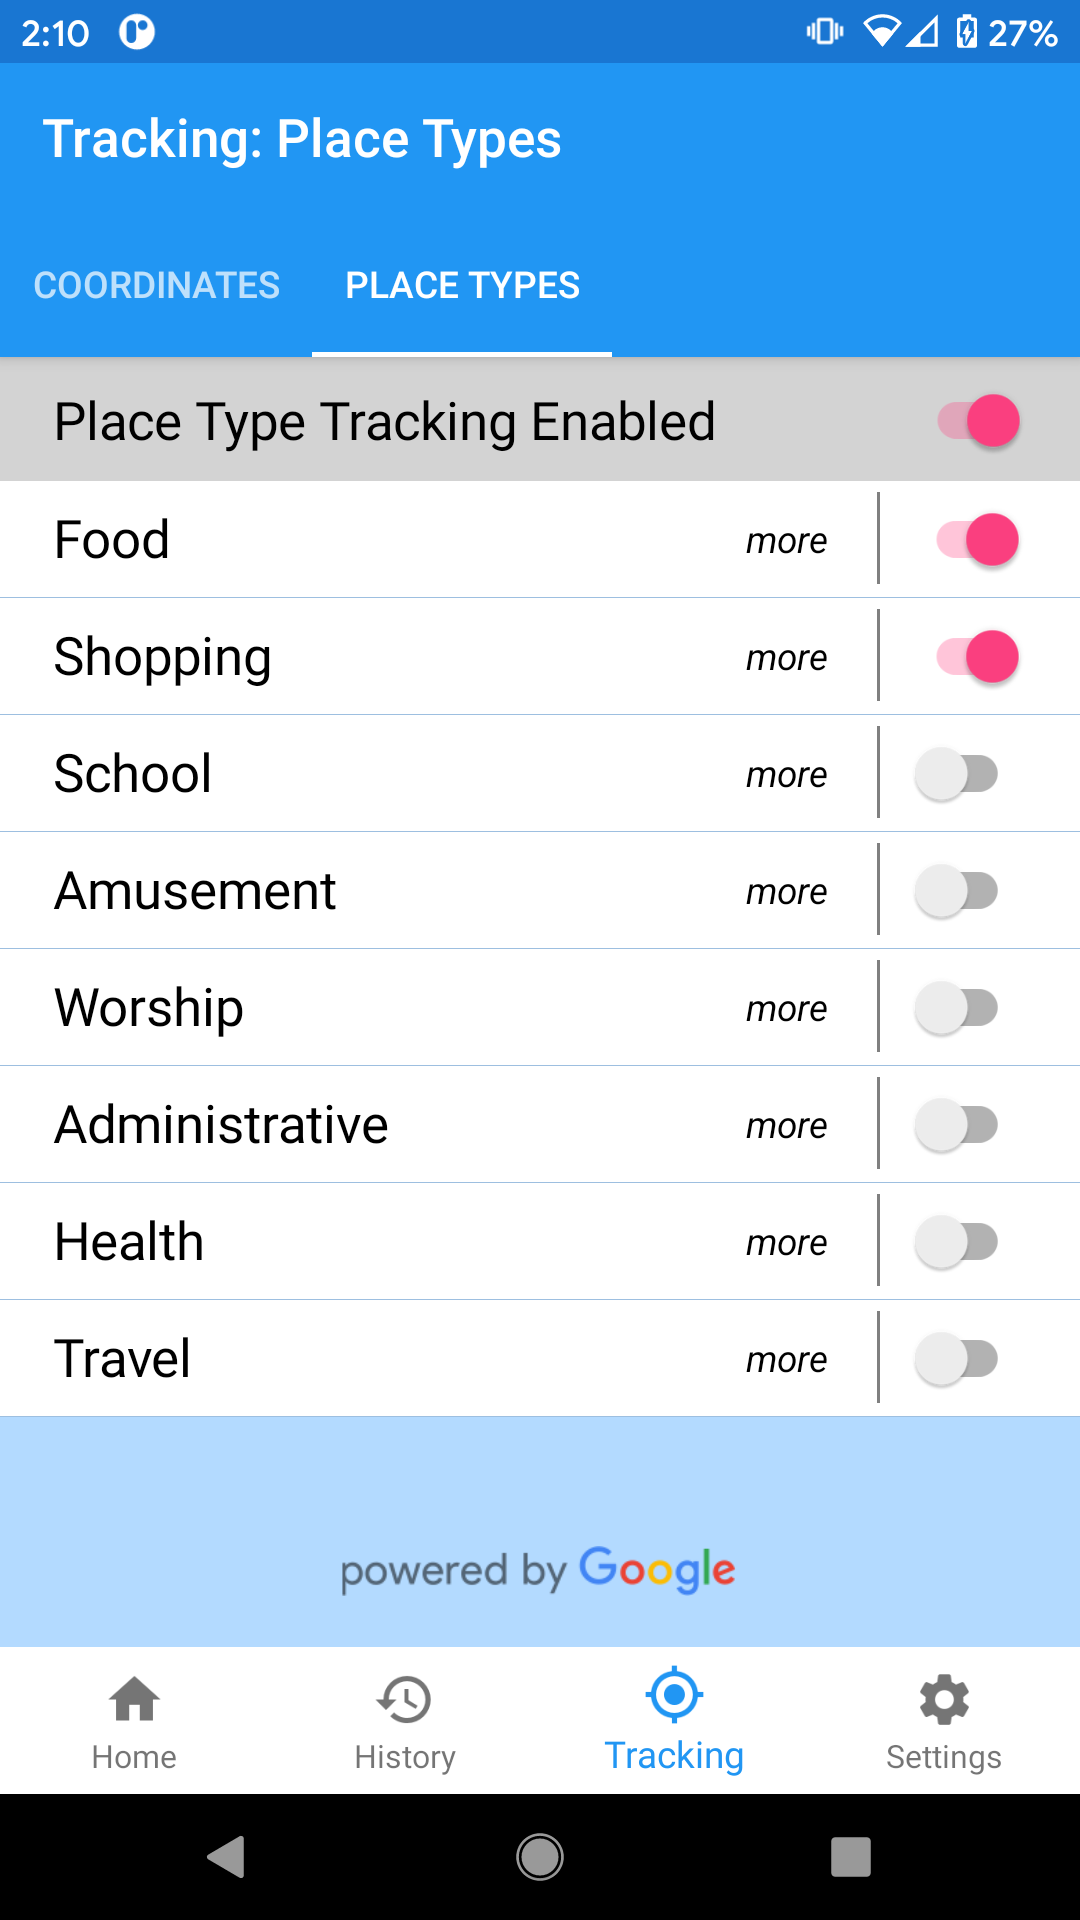 2:10 27%
Tracking: Place Types
COORDINATES PLACE TYPES
Place Type Tracking Enabled
Food more
Shopping more
School more
Amusement more
Worship more
Administrative more
Health more
Travel more
powered by Google
Home History Tracking Settings